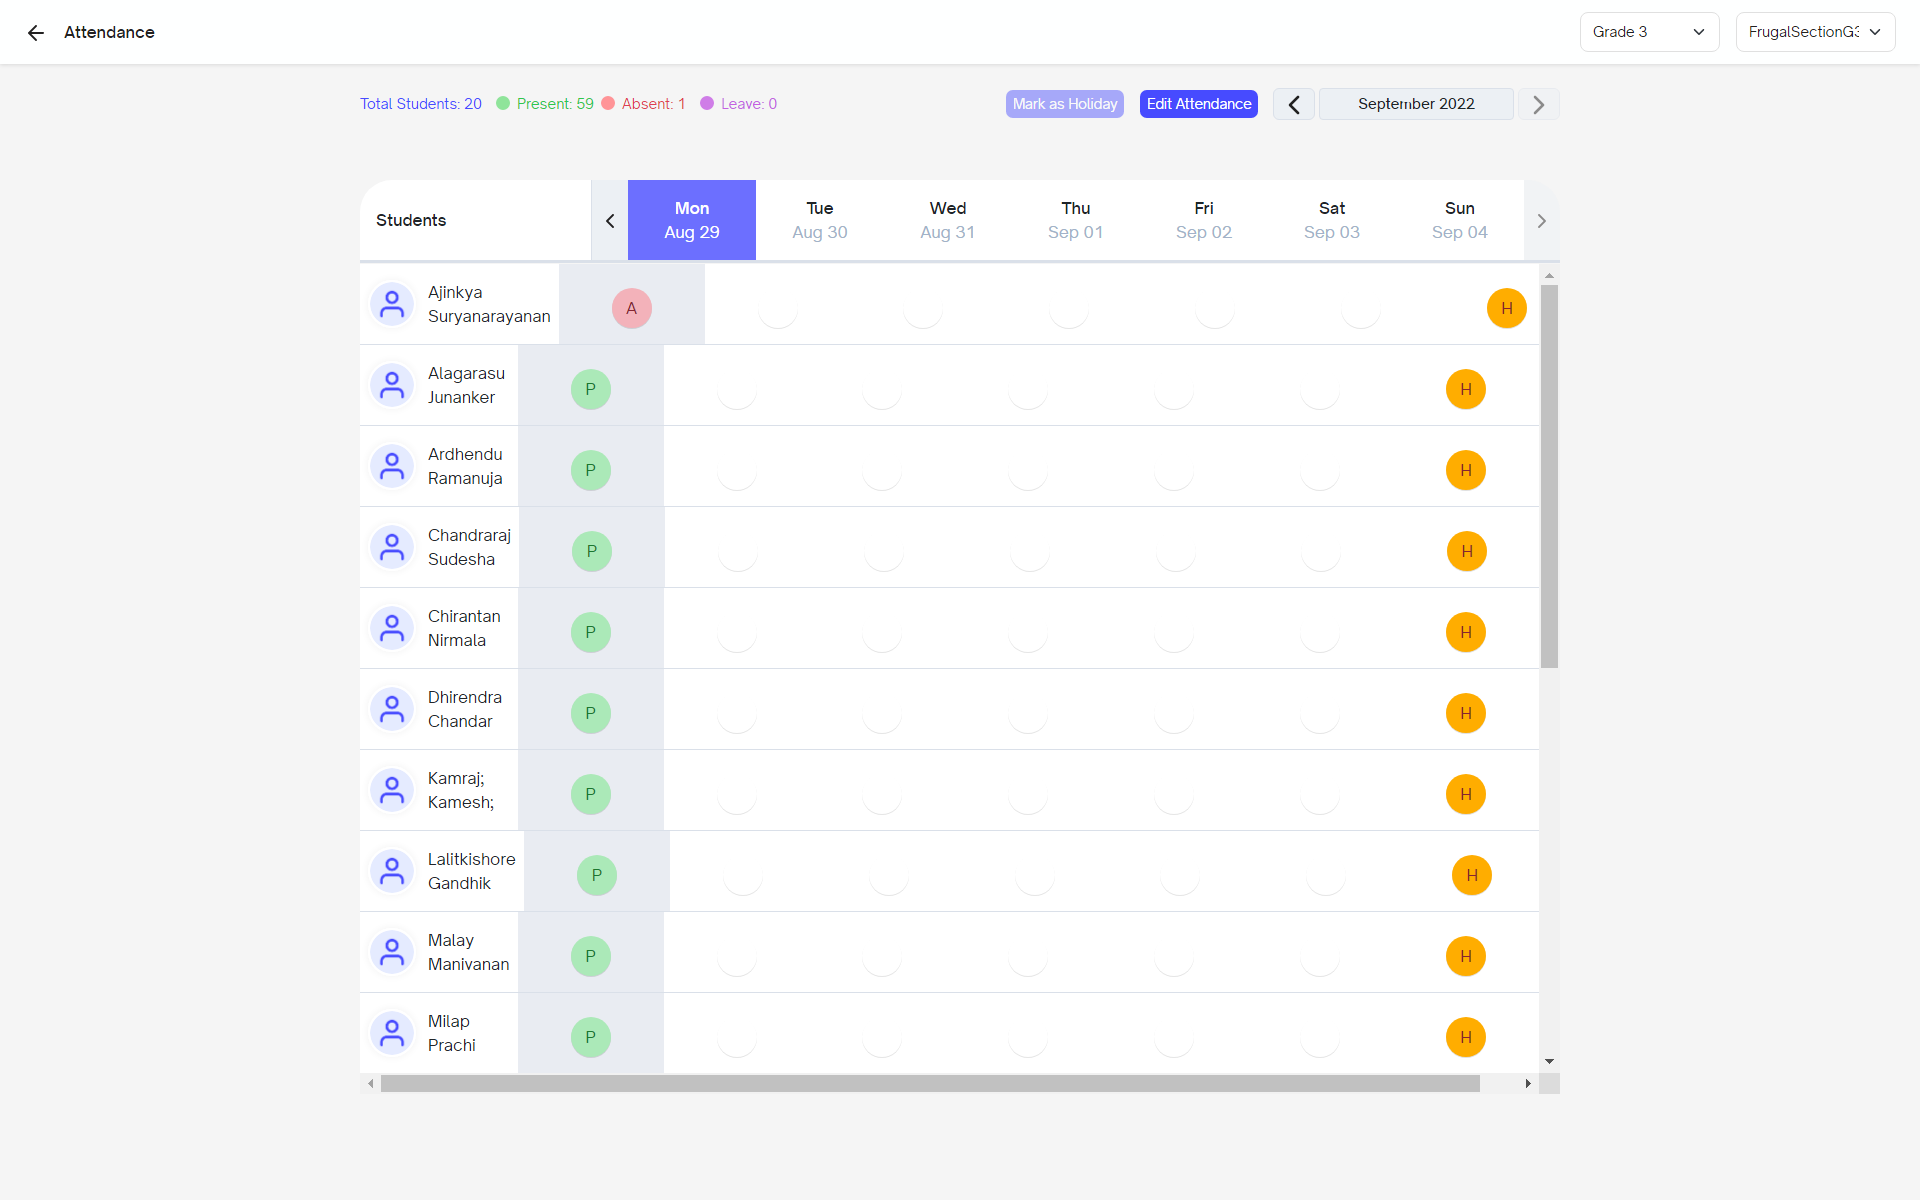 Attendance
Grade 3
FrugalSectionG3
Total Students: 20 Present: 59 Absent: 1 Leave: 0
Mark as Holiday
Edit Attendance
September 2022
Students
Mon Tue Wed Thu Fri Sat Sun
Aug 29 Aug 30 Aug 31 Sep 01 Sep 02 Sep 03 Sep 04
Ajinkya
Suryanarayanan
A H
Alagarasu
Junanker
P H
Ardhendu
Ramanuja
P H
Chandraraj
Sudesha
P H
Chirantan
Nirmala
P H
Dhirendra
Chandar
P H
Kamraj;
Kamesh;
P H
Lalitkishore
Gandhik
P H
Malay
Manivanan
P H
Milap
Prachi
P H